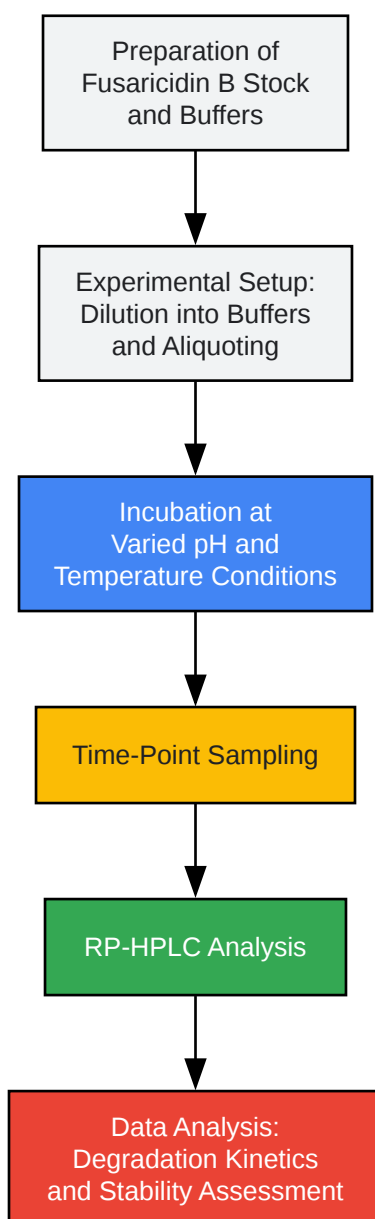 Preparation of
Fusaricidin B Stock
and Buffers
Experimental Setup:
Dilution into Buffers
and Aliquoting
Incubation at
Varied pH and
Temperature Conditions
Time-Point Sampling
RP-HPLC Analysis
Data Analysis:
Degradation Kinetics
and Stability Assessment